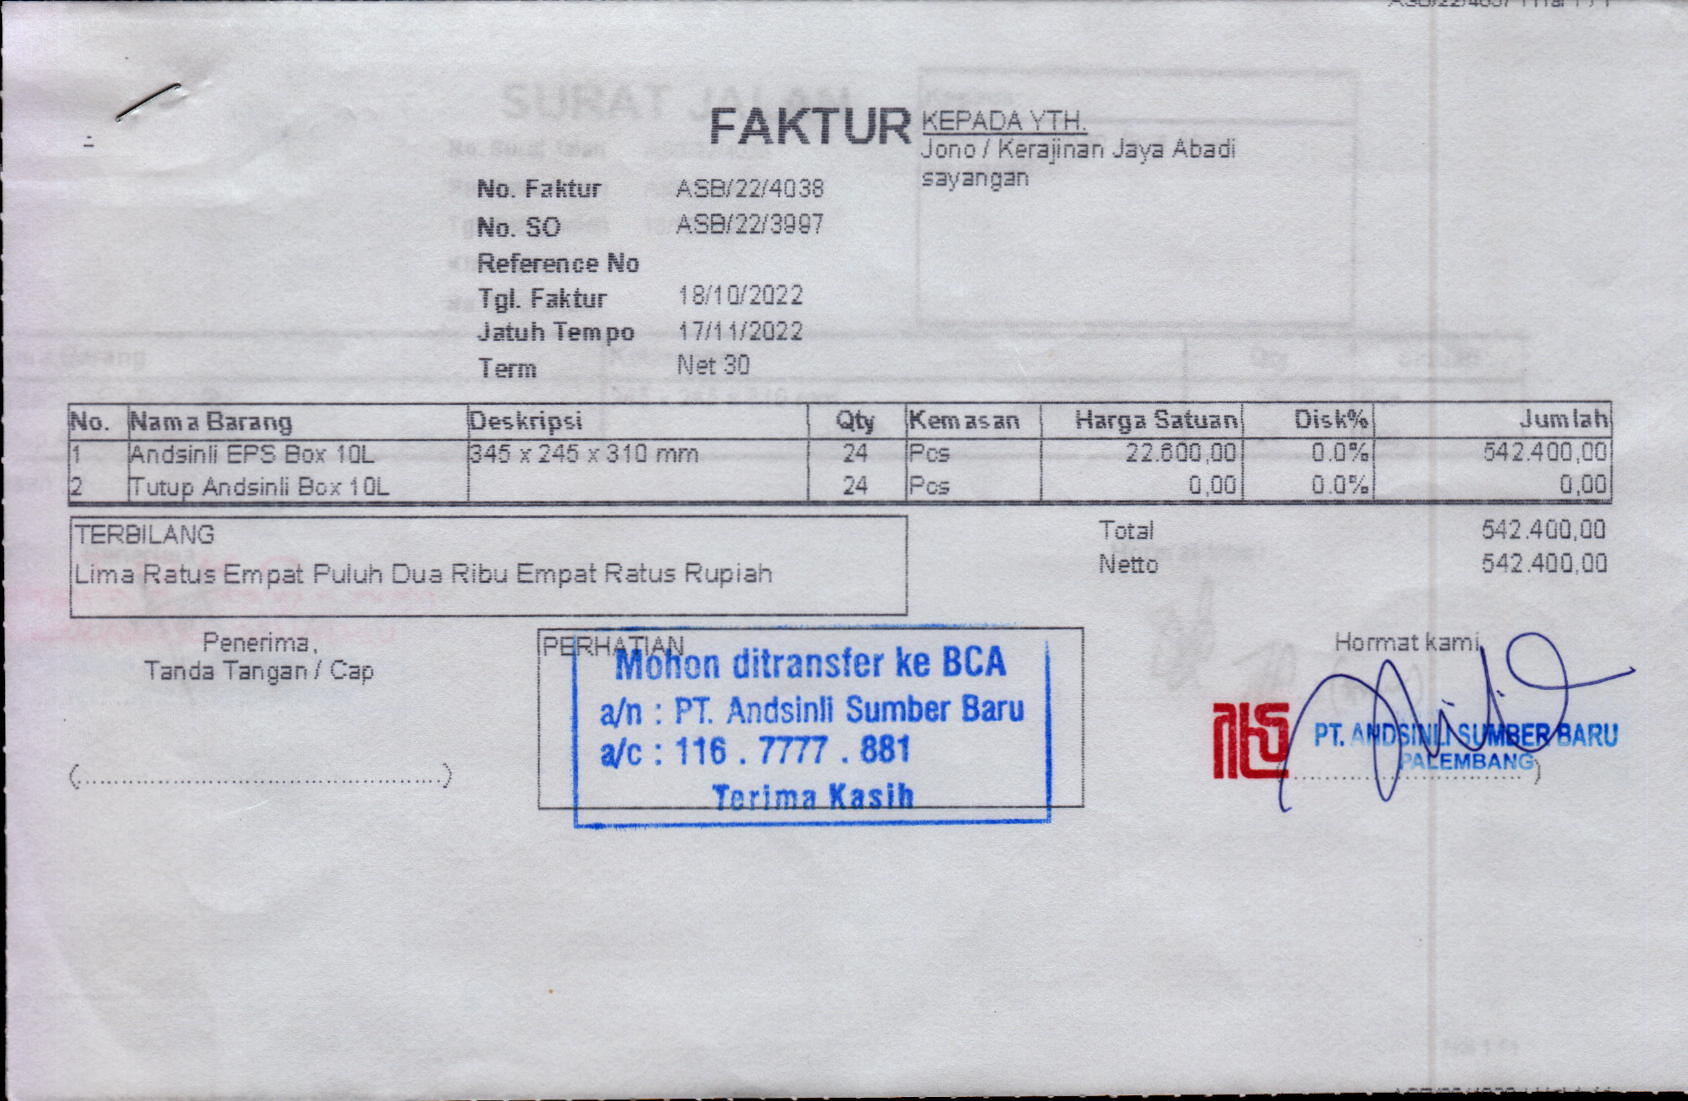 FAKTUR
KEPADA YTH.
Jono / Kerajinan Jaya Abadi
sayangan
No. Faktur ASB/22/4038
No. SO ASB/22/3997
Reference No
Tgl. Faktur 18/10/2022
Jatuh Tempo 17/11/2022
Term Net 30
No. Nama Barang Deskripsi Qty Kemasan Harga Satuan Disk% Jumlah
1 Andsinli EPS Box 10L 345 x 245 x 310 mm 24 Pcs 22.600,00 0.0% 542.400,00
2 Tutup Andsinli Box 10L 24 Pcs 0,00 0.0% 0,00
TERBILANG
Lima Ratus Empat Puluh Dua Ribu Empat Ratus Rupiah
Total 542.400,00
Netto 542.400,00
Penerima,
Tanda Tangan / Cap
(............................................)
PERHATIAN
Mohon ditransfer ke BCA
a/n : PT. Andsinli Sumber Baru
a/c : 116 . 7777 . 881
Terima Kasih
Hormat kami,
PT. ANDSINLI SUMBER BARU
PALEMBANG
SURAT JALAN